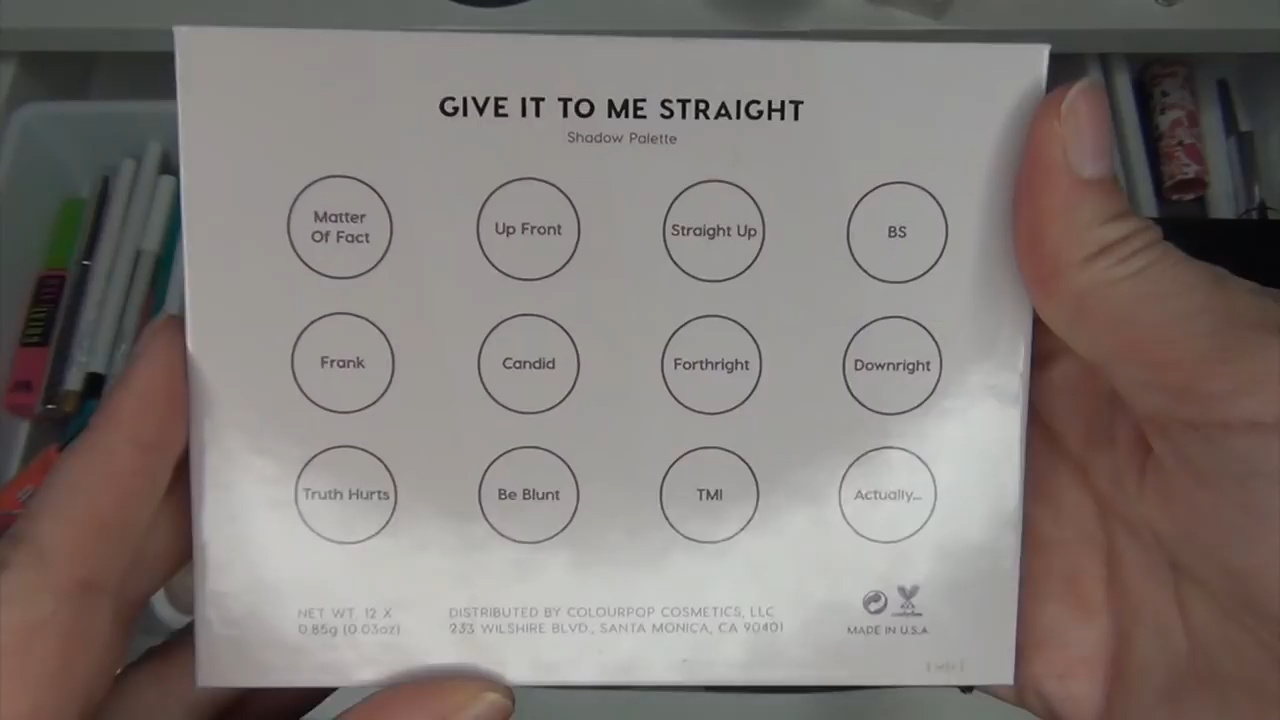 GIVE IT TO ME STRAIGHT
Shadow Palette
Matter
Of Fact
Up Front
Straight Up
BS
Frank
Candid
Forthright
Downright
Truth Hurts
Be Blunt
TMI
Actually...
NET WT. 12 X
0.85g (0.03oz)
DISTRIBUTED BY COLOURPOP COSMETICS, LLC
233 WILSHIRE BLVD., SANTA MONICA, CA 90401
MADE IN U.S.A.